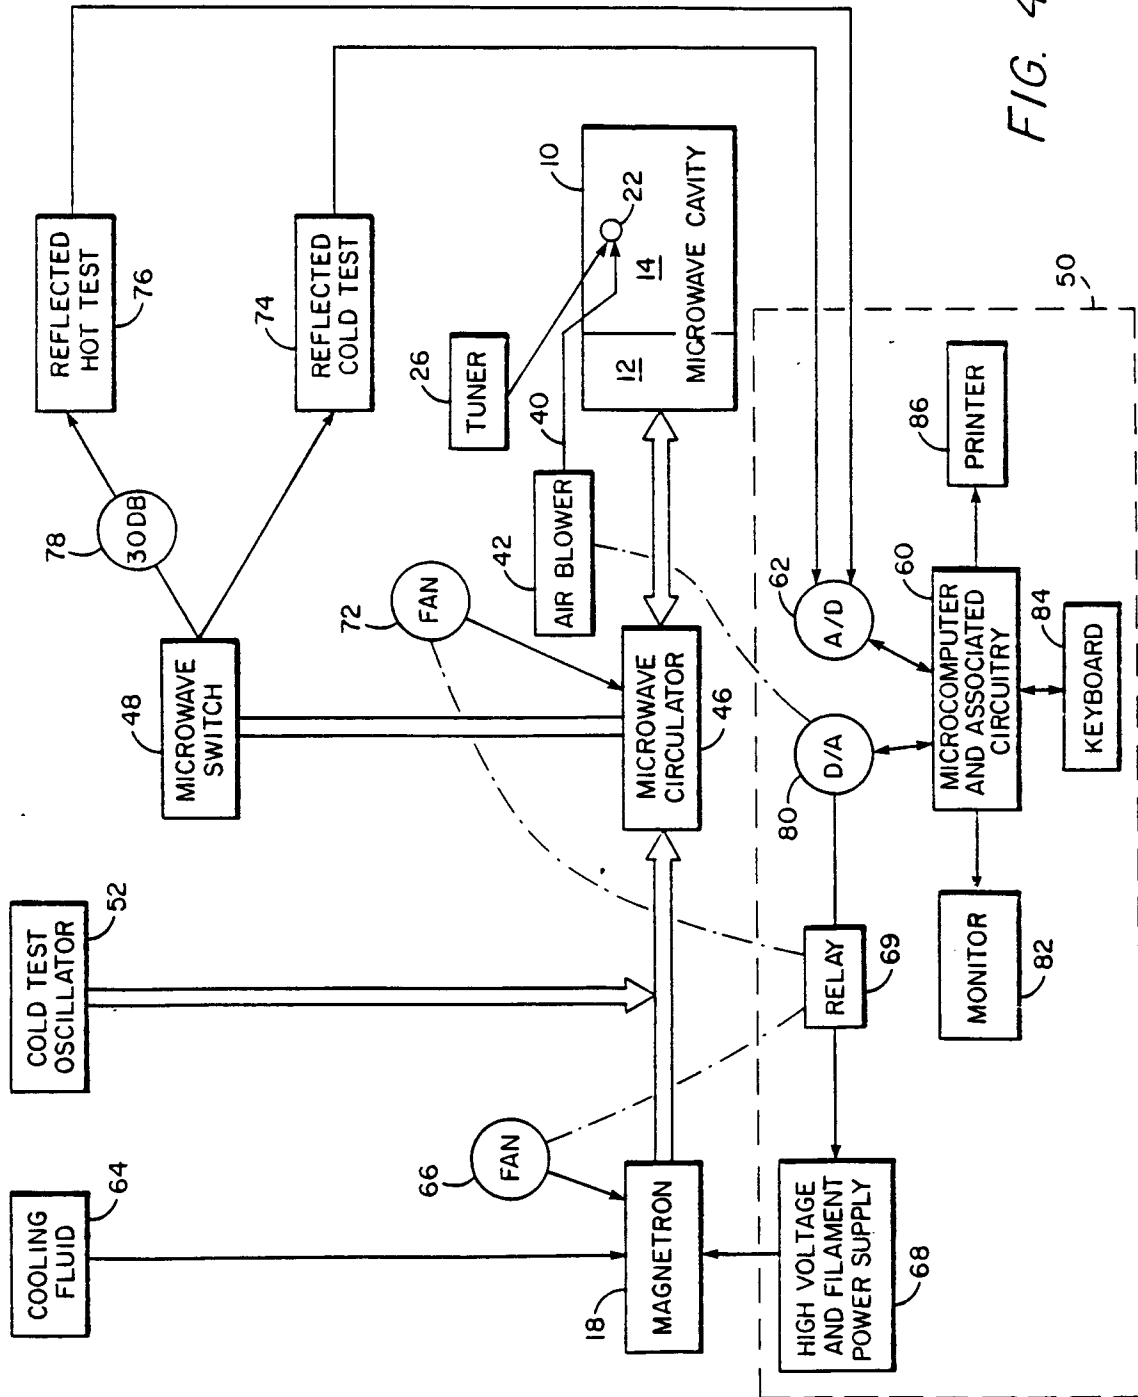 COOLING
FLUID
64
COLD TEST
OSCILLATOR
52
MICROWAVE
SWITCH
48
30DB
78
REFLECTED
HOT TEST
76
REFLECTED
COLD TEST
74
FAN
66
FAN
72
AIR BLOWER
42
40
TUNER
26
MAGNETRON
18
MICROWAVE
CIRCULATOR
46
10
12
14
22
MICROWAVE CAVITY
HIGH VOLTAGE
AND FILAMENT
POWER SUPPLY
68
RELAY
69
D/A
80
A/D
62
MONITOR
82
MICROCOMPUTER
AND ASSOCIATED
CIRCUITRY
60
PRINTER
86
KEYBOARD
84
50
FIG. 4